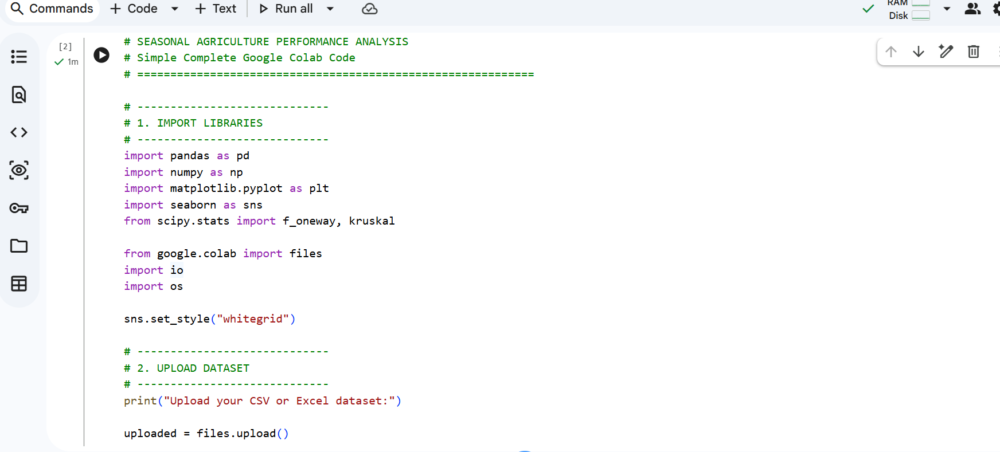 Commands + Code + Text Run all
RAM
Disk
[2]
1m
# SEASONAL AGRICULTURE PERFORMANCE ANALYSIS
# Simple Complete Google Colab Code
# ============================================================
# -----------------------------
# 1. IMPORT LIBRARIES
# -----------------------------
import pandas as pd
import numpy as np
import matplotlib.pyplot as plt
import seaborn as sns
from scipy.stats import f_oneway, kruskal
from google.colab import files
import io
import os
sns.set_style("whitegrid")
# -----------------------------
# 2. UPLOAD DATASET
# -----------------------------
print("Upload your CSV or Excel dataset:")
uploaded = files.upload()